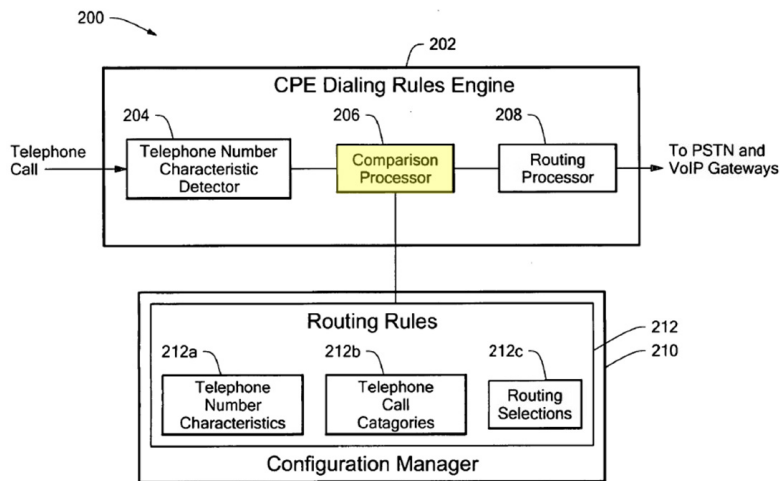 200
202
CPE Dialing Rules Engine
204
206
208
Telephone
Call
Telephone Number
Characteristic
Detector
Comparison
Processor
Routing
Processor
To PSTN and
VoIP Gateways
Routing Rules
212
210
212a
212b
212c
Telephone
Number
Characteristics
Telephone
Call
Catagories
Routing
Selections
Configuration Manager